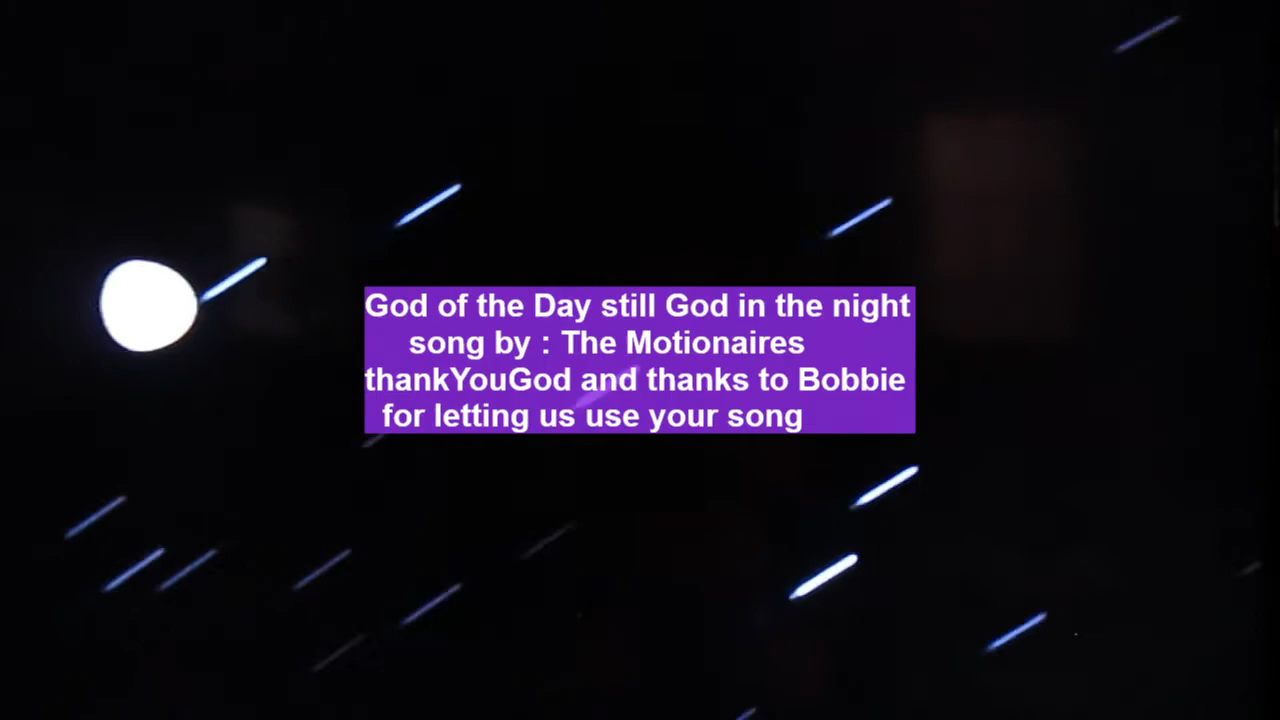 God of the Day still God in the night
song by : The Motionaires
thankYouGod and thanks to Bobbie
for letting us use your song